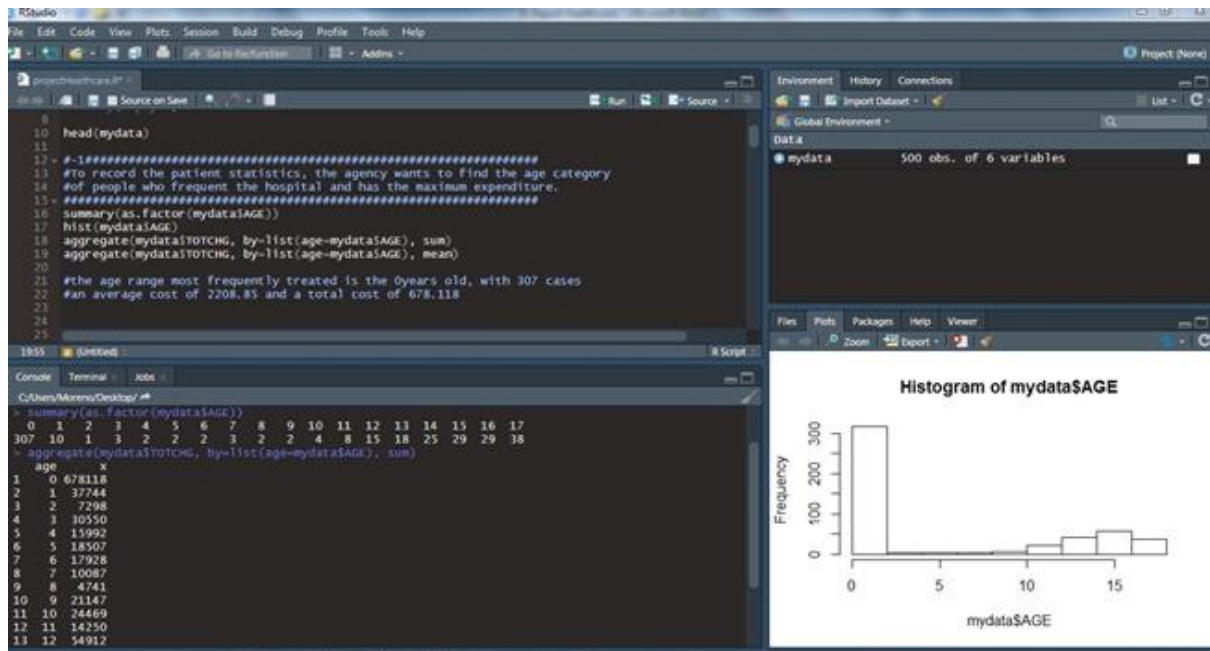 RStudio
File Edit Code View Plots Session Build Debug Profile Tools Help
Go to file/function
Addins
Project: (None)
projectHealthcare.R*
Source on Save
Run
Source
10 head(mydata)
11
12 #-1##############################################################
13 #To record the patient statistics, the agency wants to find the age category
14 #of people who frequent the hospital and has the maximum expenditure.
15 #################################################################
16 summary(as.factor(mydata$AGE))
17 hist(mydata$AGE)
18 aggregate(mydata$TOTCHG, by=list(age=mydata$AGE), sum)
19 aggregate(mydata$TOTCHG, by=list(age=mydata$AGE), mean)
20
21 #the age range most frequently treated is the 0years old, with 307 cases
22 #an average cost of 2208.85 and a total cost of 678.118
23
24
25
19:55 (Untitled) R Script
Console Terminal Jobs
C:/Users/Moreno/Desktop/
> summary(as.factor(mydata$AGE))
0 1 2 3 4 5 6 7 8 9 10 11 12 13 14 15 16 17
307 10 1 3 2 2 2 3 2 2 4 8 15 18 25 29 29 38
> aggregate(mydata$TOTCHG, by=list(age=mydata$AGE), sum)
age x
1 0 678118
2 1 37744
3 2 7298
4 3 30550
5 4 15992
6 5 18507
7 6 17928
8 7 10087
9 8 4741
10 9 21147
11 10 24469
12 11 14250
13 12 54912
Environment History Connections
Import Dataset
List
Global Environment
Data
mydata 500 obs. of 6 variables
Files Plots Packages Help Viewer
Zoom Export
Histogram of mydata$AGE
Frequency
0 100 200 300
0 5 10 15
mydata$AGE